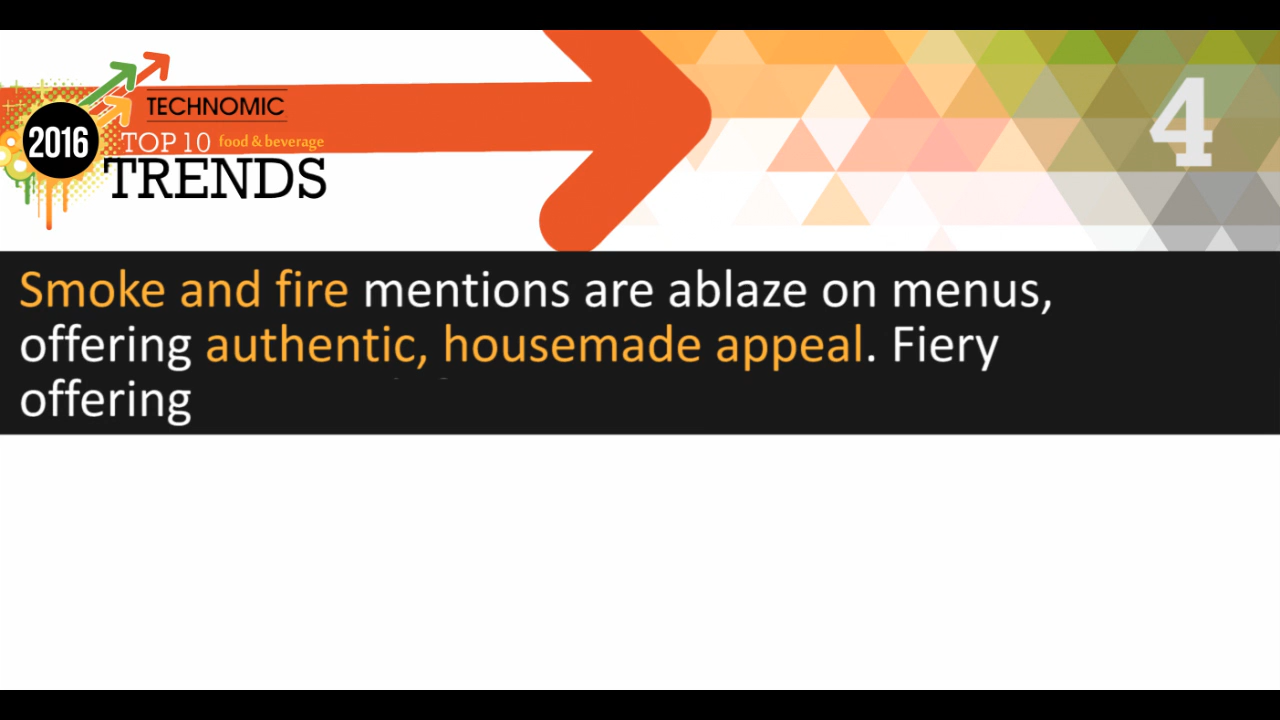 2016
TECHNOMIC
TOP 10 food & beverage
TRENDS
4
Smoke and fire mentions are ablaze on menus,
offering authentic, housemade appeal. Fiery
offering